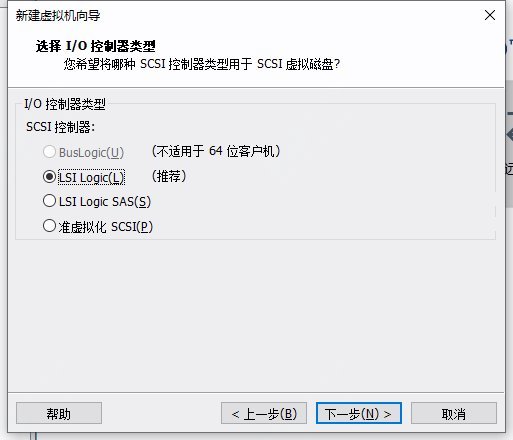 新建虚拟机向导
选择 I/O 控制器类型
您希望将哪种 SCSI 控制器类型用于 SCSI 虚拟磁盘?
I/O 控制器类型
SCSI 控制器:
BusLogic(U) (不适用于 64 位客户机)
LSI Logic(L) (推荐)
LSI Logic SAS(S)
准虚拟化 SCSI(P)
帮助 < 上一步(B) 下一步(N) > 取消